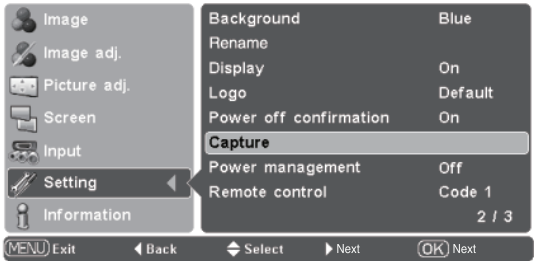 Image
Image adj.
Picture adj.
Screen
Input
Setting
Information
Background Blue
Rename
Display On
Logo Default
Power off confirmation On
Capture
Power management Off
Remote control Code 1
2 / 3
MENU Exit Back Select Next OK Next